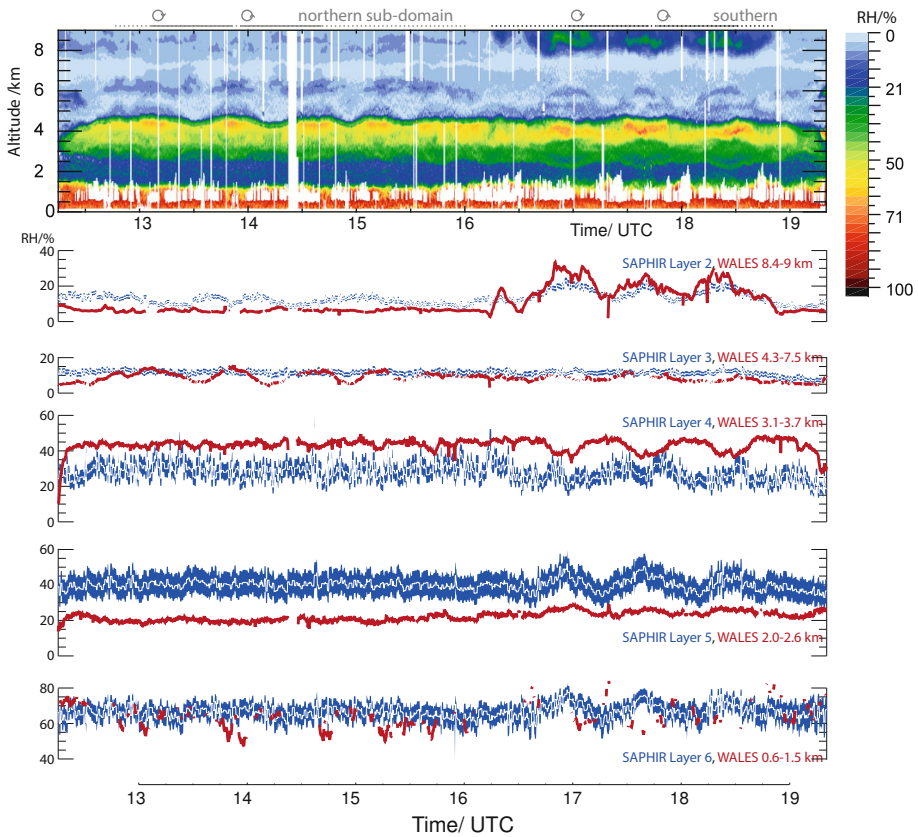 northern sub-domain southern RH/%
Altitude /km
8
6
4
2
0
13 14 15 16 17 18 19
Time/ UTC
0
21
50
71
100
RH/%
40
20
0
SAPHIR Layer 2, WALES 8.4-9 km
20
0
SAPHIR Layer 3, WALES 4.3-7.5 km
60
40
20
0
SAPHIR Layer 4, WALES 3.1-3.7 km
60
40
20
0
SAPHIR Layer 5, WALES 2.0-2.6 km
80
60
40
SAPHIR Layer 6, WALES 0.6-1.5 km
13 14 15 16 17 18 19
Time/ UTC